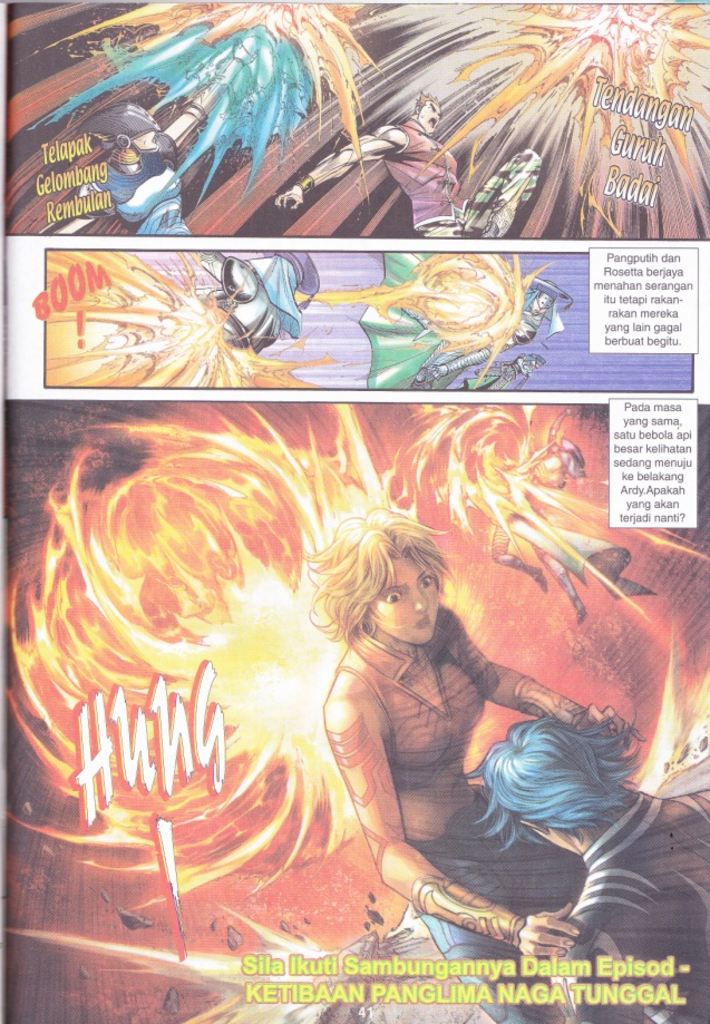 Telapak
Gelombang
Rembulan
Tendangan
Guruh
Badai
BOOM
!
Pangputih dan
Rosetta berjaya
menahan serangan
itu tetapi rakan-
rakan mereka
yang lain gagal
berbuat begitu.
Pada masa
yang sama,
satu bebola api
besar kelihatan
sedang menuju
ke belakang
Ardy.Apakah
yang akan
terjadi nanti?
HUNG
!
Sila Ikuti Sambungannya Dalam Episod -
KETIBAAN PANGLIMA NAGA TUNGGAL
41